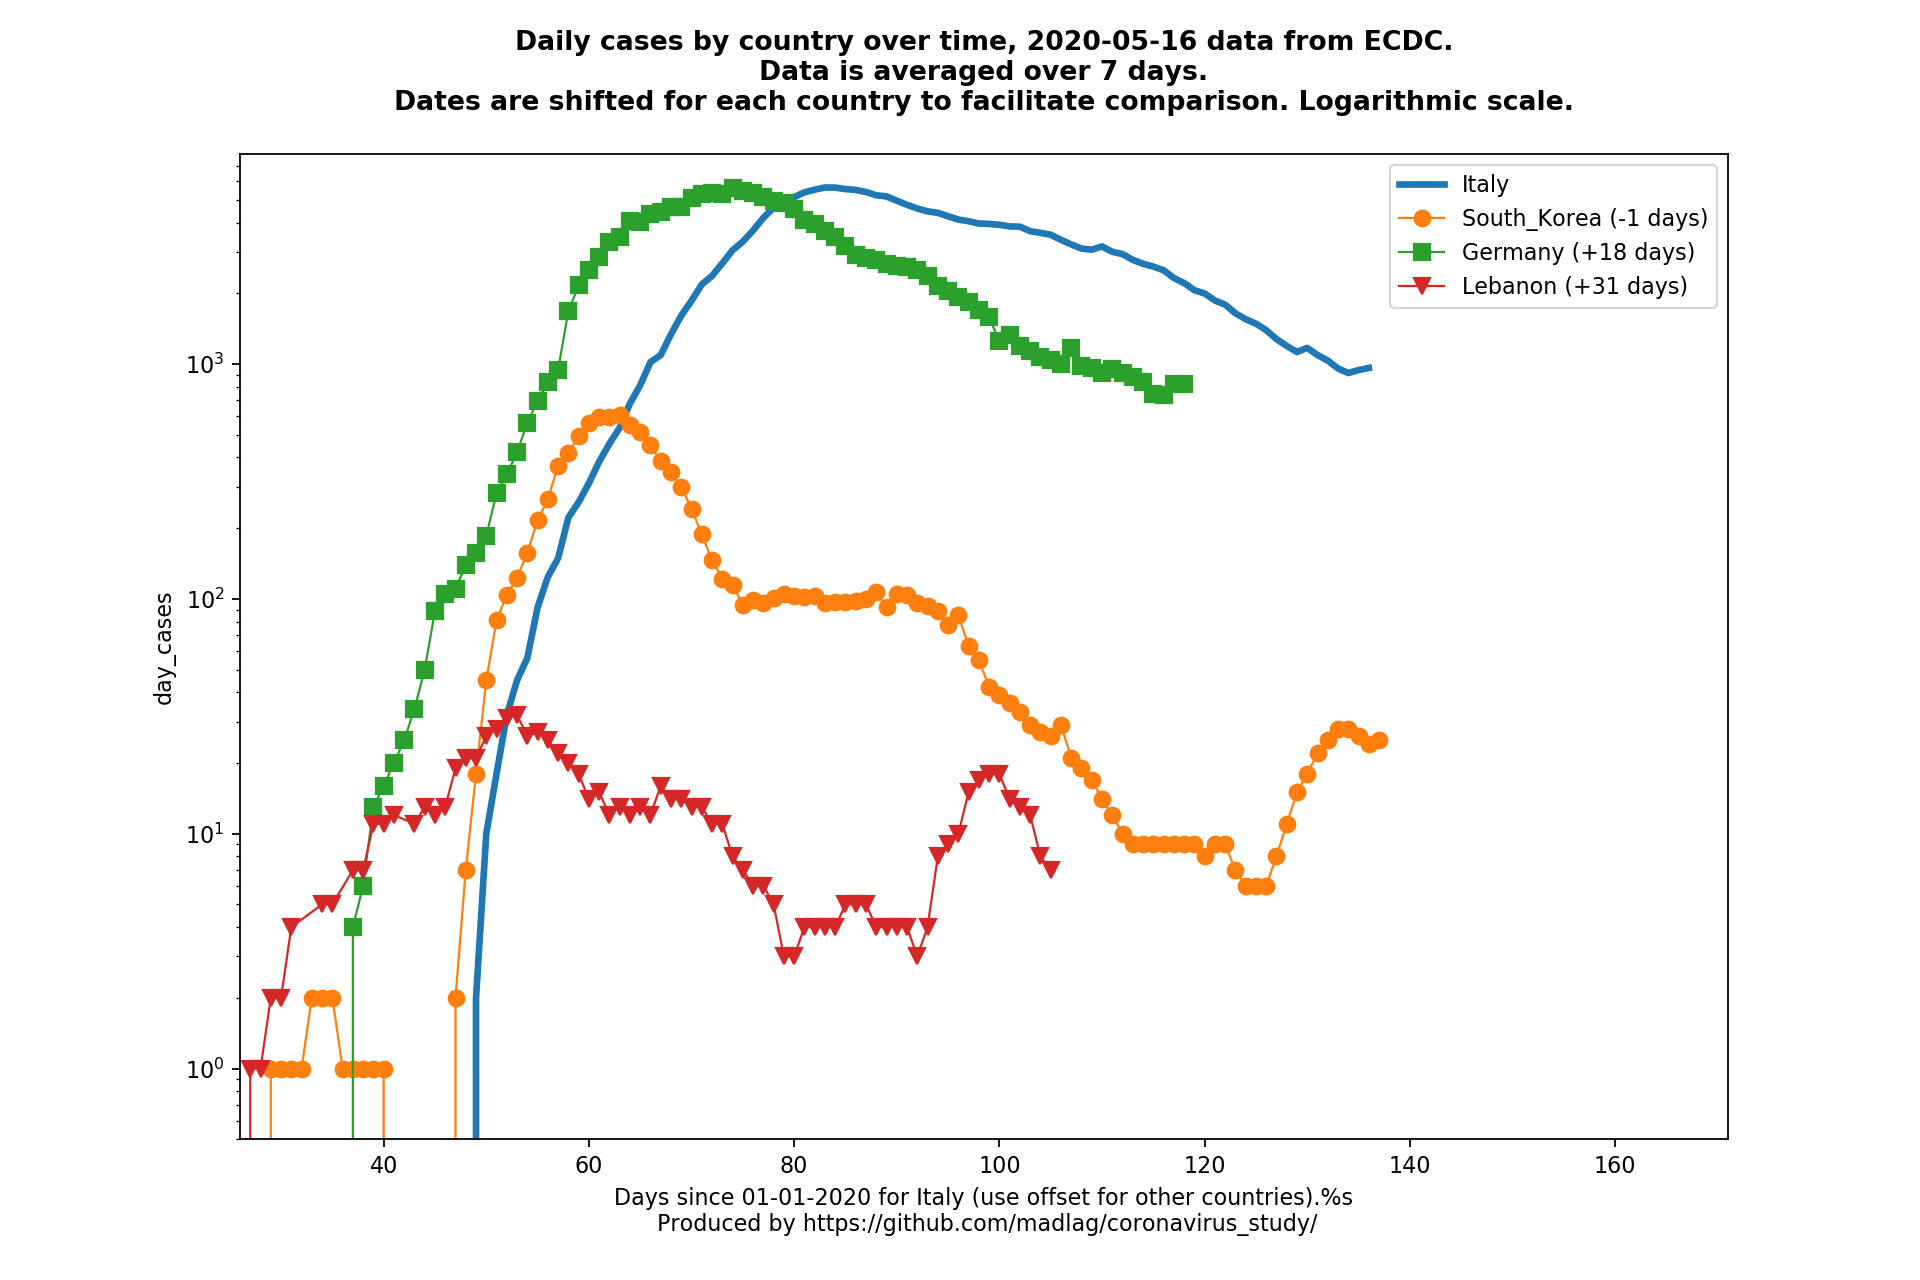 Daily cases by country over time, 2020-05-16 data from ECDC.
Data is averaged over 7 days.
Dates are shifted for each country to facilitate comparison. Logarithmic scale.
Italy
South_Korea (-1 days)
Germany (+18 days)
Lebanon (+31 days)
day_cases
10³
10²
10¹
10⁰
40 60 80 100 120 140 160
Days since 01-01-2020 for Italy (use offset for other countries).%s
Produced by https://github.com/madlag/coronavirus_study/